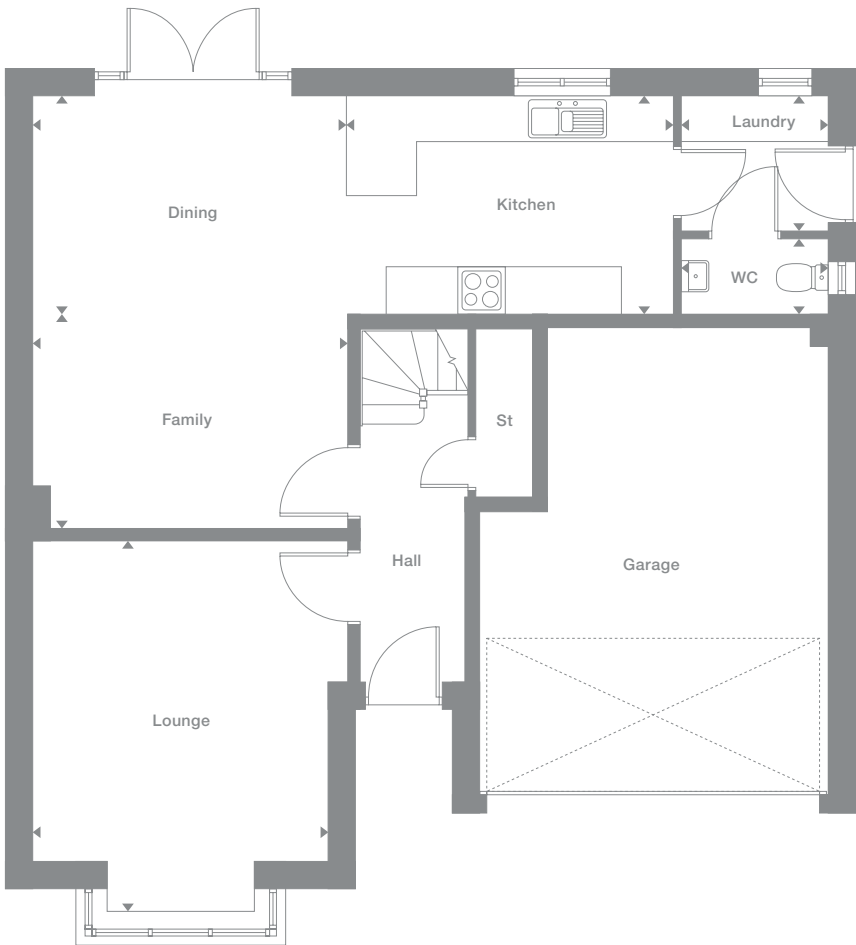 Laundry
Dining
Kitchen
WC
Family
St
Hall
Garage
Lounge